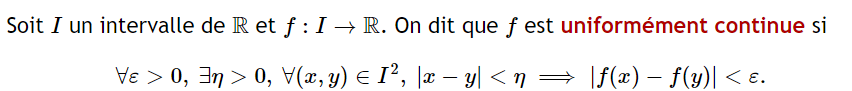 Soit I un intervalle de ℝ et f : I → ℝ. On dit que f est uniformément continue si
∀ε > 0, ∃η > 0, ∀(x, y) ∈ I², |x − y| < η ⟹ |f(x) − f(y)| < ε.